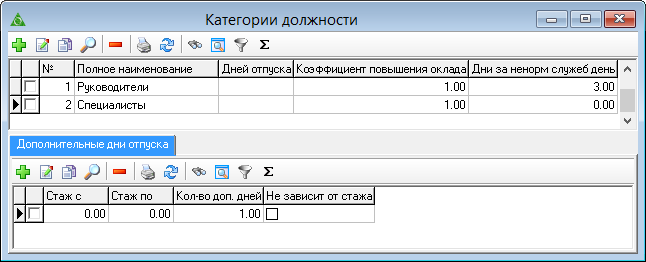 Категории должности
Σ
№ Полное наименование Дней отпуска Коэффициент повышения оклада Дни за ненорм служеб день
1 Руководители 1.00 3.00
2 Специалисты 1.00 0.00
Дополнительные дни отпуска
Σ
Стаж с Стаж по Кол-во доп. дней Не зависит от стажа
0.00 0.00 1.00